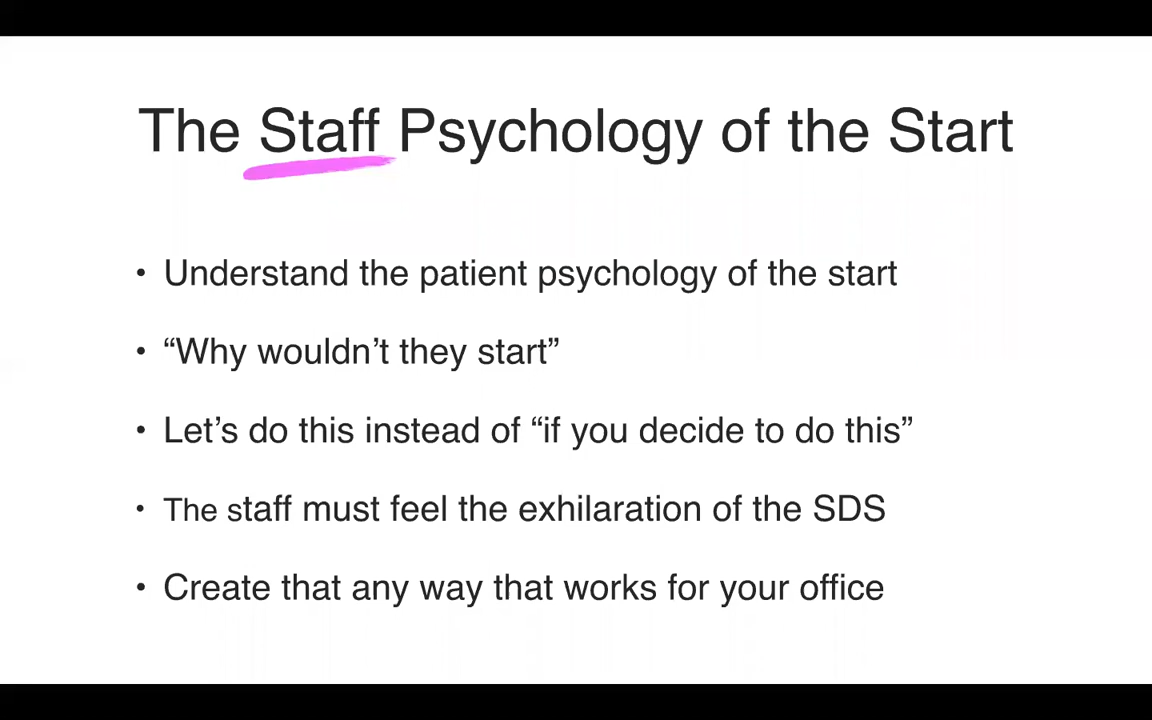 The Staff Psychology of the Start
• Understand the patient psychology of the start
• “Why wouldn’t they start”
• Let’s do this instead of “if you decide to do this”
• The staff must feel the exhilaration of the SDS
• Create that any way that works for your office